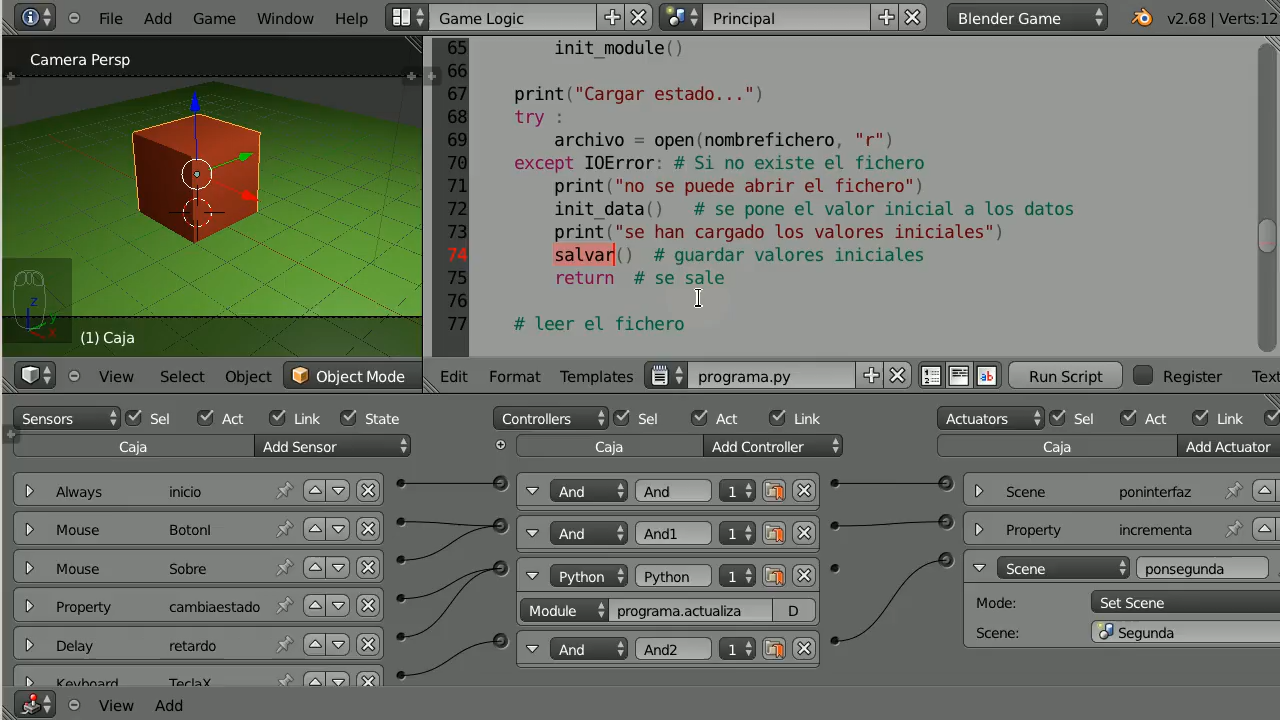 File Add Game Window Help Game Logic Principal Blender Game v2.68 | Verts:12
Camera Persp
(1) Caja
65 init_module()
66
67 print("Cargar estado...")
68 try :
69 archivo = open(nombrefichero, "r")
70 except IOError: # Si no existe el fichero
71 print("no se puede abrir el fichero")
72 init_data() # se pone el valor inicial a los datos
73 print("se han cargado los valores iniciales")
74 salvar() # guardar valores iniciales
75 return # se sale
76
77 # leer el fichero
View Select Object Object Mode
Edit Format Templates programa.py Run Script Register Text
Sensors Sel Act Link State
Caja Add Sensor
Always inicio
Mouse BotonI
Mouse Sobre
Property cambiaestado
Delay retardo
Keyboard TeclaX
Controllers Sel Act Link
Caja Add Controller
And And 1
And And1 1
Python Python 1
Module programa.actualiza D
And And2 1
Actuators Sel Act Link
Caja Add Actuator
Scene poninterfaz
Property incrementa
Scene ponsegunda
Mode: Set Scene
Scene: Segunda
View Add